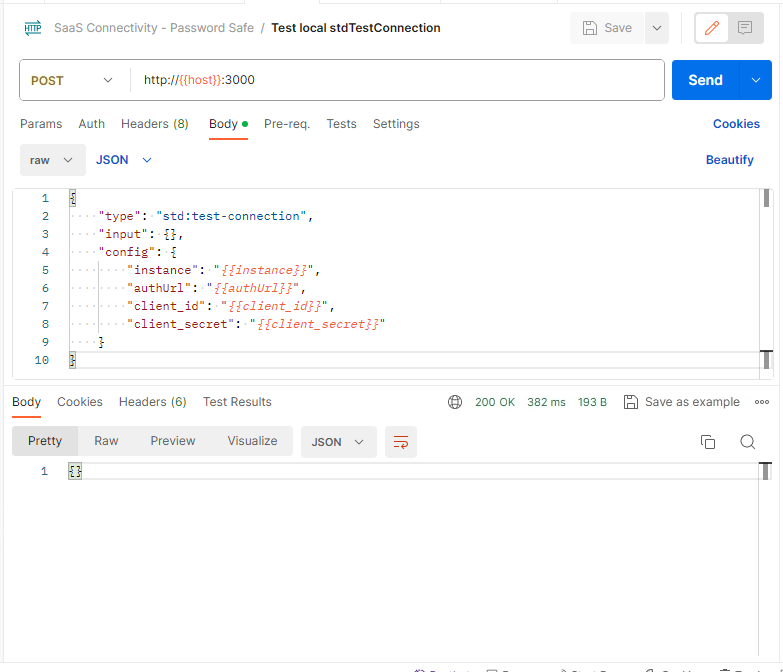 HTTP SaaS Connectivity - Password Safe / Test local stdTestConnection Save
POST http://{{host}}:3000 Send
Params Auth Headers (8) Body Pre-req. Tests Settings Cookies
raw JSON Beautify
1 {
2 "type": "std:test-connection",
3 "input": {},
4 "config": {
5 "instance": "{{instance}}",
6 "authUrl": "{{authUrl}}",
7 "client_id": "{{client_id}}",
8 "client_secret": "{{client_secret}}"
9 }
10 }
Body Cookies Headers (6) Test Results 200 OK 382 ms 193 B Save as example
Pretty Raw Preview Visualize JSON
1 {}